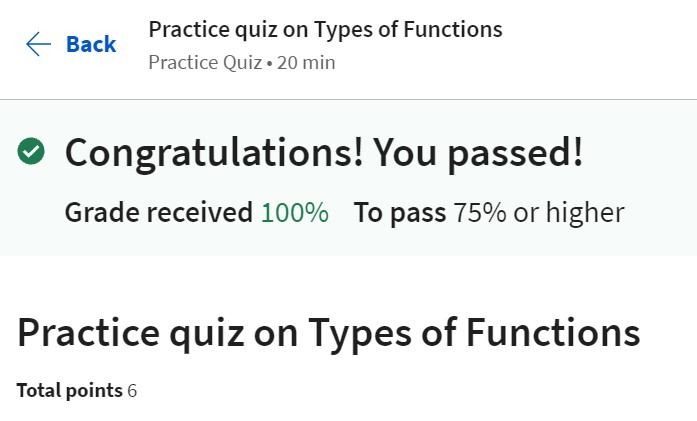 Back
Practice quiz on Types of Functions
Practice Quiz • 20 min
Congratulations! You passed!
Grade received 100% To pass 75% or higher
Practice quiz on Types of Functions
Total points 6